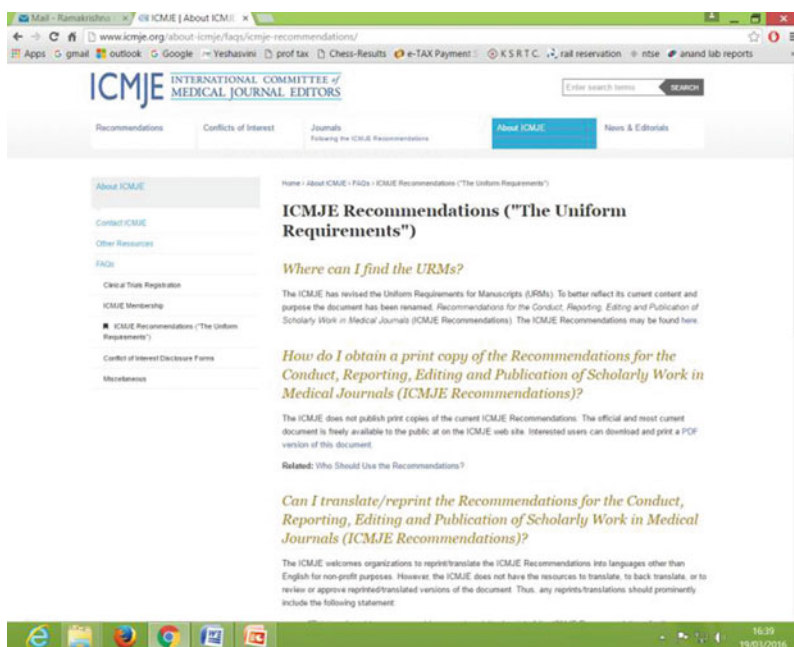 Mail - Ramakrishna
ICMJE | About ICMJE
www.icmje.org/about-icmje/faqs/icmje-recommendations/
Apps gmail outlook Google Yeshasvini prof tax Chess-Results e-TAX Payment S K S R T C. rail reservation ntse anand lab reports
ICMJE INTERNATIONAL COMMITTEE of
MEDICAL JOURNAL EDITORS
Enter search terms SEARCH
Recommendations Conflicts of Interest Journals About ICMJE News & Editorials
Following the ICMJE Recommendations
About ICMJE
Contact ICMJE
Other Resources
FAQs
Clinical Trials Registration
ICMJE Membership
ICMJE Recommendations ("The Uniform
Requirements")
Conflict of Interest Disclosure Forms
Miscellaneous
Home › About ICMJE › FAQs › ICMJE Recommendations ("The Uniform Requirements")
ICMJE Recommendations ("The Uniform
Requirements")
Where can I find the URMs?
The ICMJE has revised the Uniform Requirements for Manuscripts (URMs). To better reflect its current content and
purpose the document has been renamed, Recommendations for the Conduct, Reporting, Editing and Publication of
Scholarly Work in Medical Journals (ICMJE Recommendations). The ICMJE Recommendations may be found here.
How do I obtain a print copy of the Recommendations for the
Conduct, Reporting, Editing and Publication of Scholarly Work in
Medical Journals (ICMJE Recommendations)?
The ICMJE does not publish print copies of the current ICMJE Recommendations. The official and most current
document is freely available to the public at on the ICMJE web site. Interested users can download and print a PDF
version of this document.
Related: Who Should Use the Recommendations?
Can I translate/reprint the Recommendations for the Conduct,
Reporting, Editing and Publication of Scholarly Work in Medical
Journals (ICMJE Recommendations)?
The ICMJE welcomes organizations to reprint/translate the ICMJE Recommendations into languages other than
English for non-profit purposes. However, the ICMJE does not have the resources to translate, to back translate, or to
review or approve reprinted/translated versions of the document. Thus, any reprints/translations should prominently
include the following statement:
16:39
19/03/2016